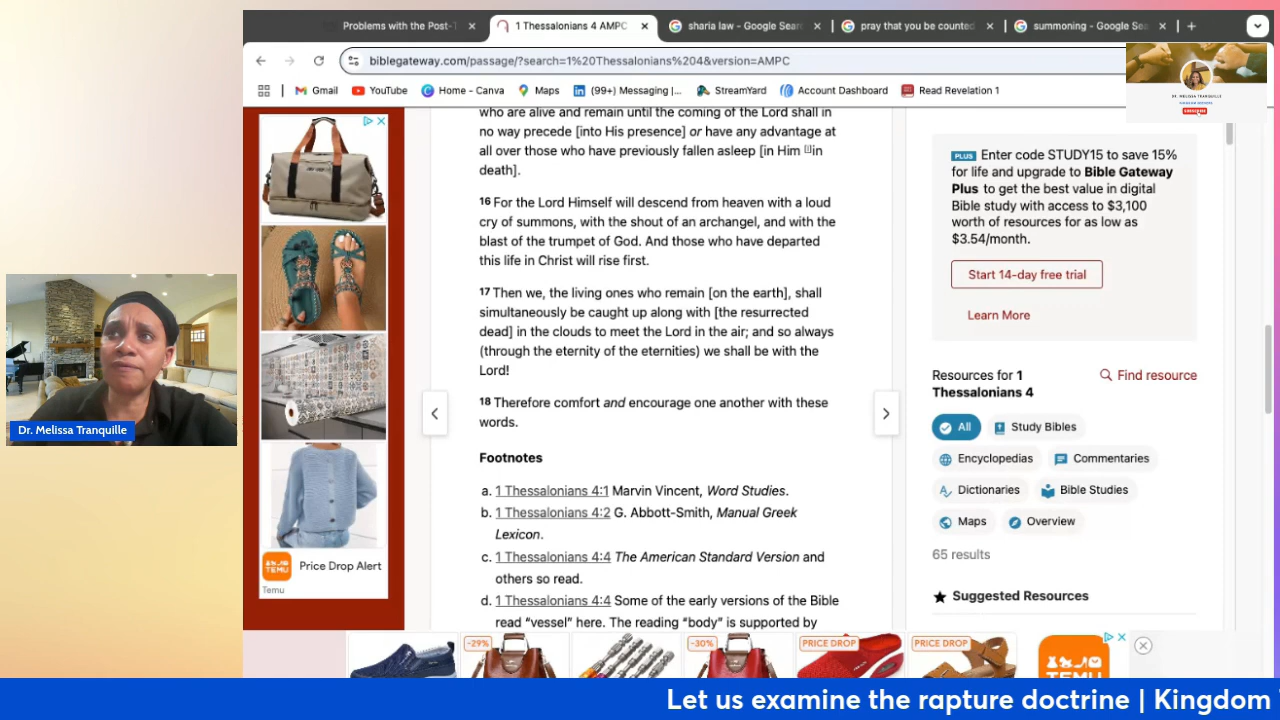 Problems with the Post-T
1 Thessalonians 4 AMPC
sharia law - Google Sear
pray that you be counted
summoning - Google Sea
biblegateway.com/passage/?search=1%20Thessalonians%204&version=AMPC
Gmail
YouTube
Home - Canva
Maps
(99+) Messaging |...
StreamYard
Account Dashboard
Read Revelation 1
DR. MELISSA TRANQUILLE
SUBSCRIBE
who are alive and remain until the coming of the Lord shall in
no way precede [into His presence] or have any advantage at
all over those who have previously fallen asleep [in Him [i]in
death].
16 For the Lord Himself will descend from heaven with a loud
cry of summons, with the shout of an archangel, and with the
blast of the trumpet of God. And those who have departed
this life in Christ will rise first.
17 Then we, the living ones who remain [on the earth], shall
simultaneously be caught up along with [the resurrected
dead] in the clouds to meet the Lord in the air; and so always
(through the eternity of the eternities) we shall be with the
Lord!
18 Therefore comfort and encourage one another with these
words.
Footnotes
a. 1 Thessalonians 4:1 Marvin Vincent, Word Studies.
b. 1 Thessalonians 4:2 G. Abbott-Smith, Manual Greek
Lexicon.
c. 1 Thessalonians 4:4 The American Standard Version and
others so read.
d. 1 Thessalonians 4:4 Some of the early versions of the Bible
read “vessel” here. The reading “body” is supported by
PLUS Enter code STUDY15 to save 15%
for life and upgrade to Bible Gateway
Plus to get the best value in digital
Bible study with access to $3,100
worth of resources for as low as
$3.54/month.
Start 14-day free trial
Learn More
Resources for 1
Thessalonians 4
Find resource
All
Study Bibles
Encyclopedias
Commentaries
Dictionaries
Bible Studies
Maps
Overview
65 results
Suggested Resources
TEMU
Price Drop Alert
Temu
Dr. Melissa Tranquille
-29%
-30%
PRICE DROP
PRICE DROP
TEMU
Let us examine the rapture doctrine | Kingdom